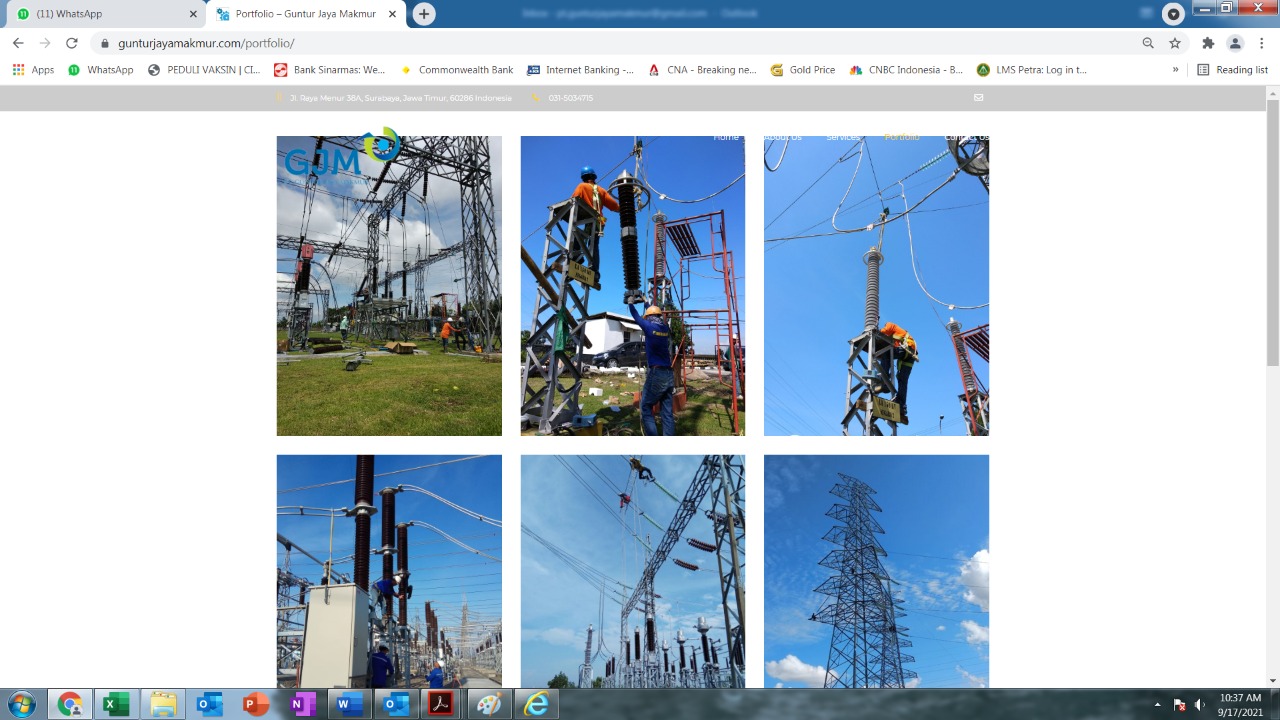 (11) WhatsApp
Portfolio – Guntur Jaya Makmur
gunturjayamakmur.com/portfolio/
Apps
WhatsApp
PEDULI VAKSIN | Cl...
Bank Sinarmas: We...
Commonwealth Bank
Internet Banking -...
CNA - Breaking ne...
Gold Price
CNBC Indonesia - B...
LMS Petra: Log in t...
»
Reading list
Jl. Raya Menur 38A, Surabaya, Jawa Timur, 60286 Indonesia
031-5034715
GJM
Home
About Us
Services
Portfolio
Contact Us
10:37 AM
9/17/2021